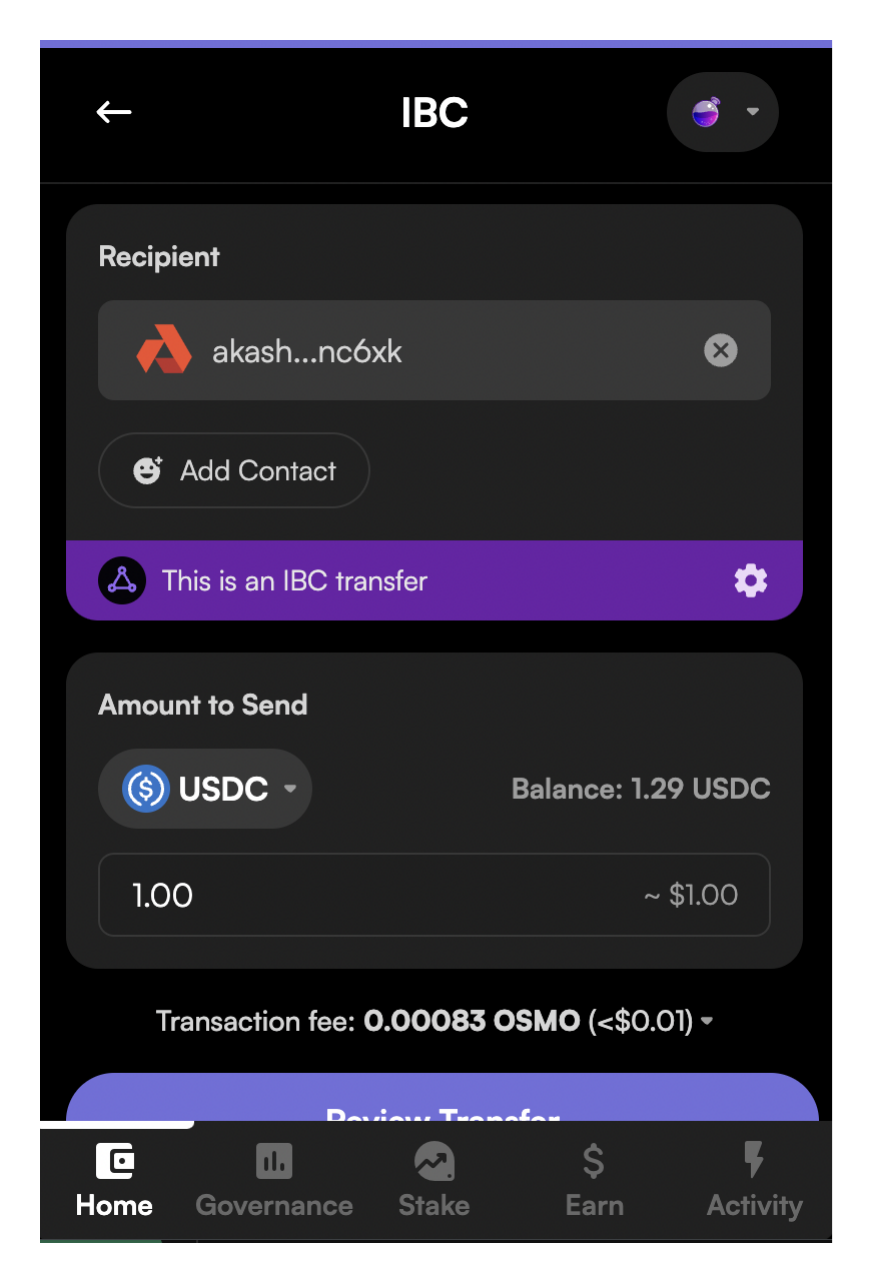 IBC
Recipient
akash...nc6xk
Add Contact
This is an IBC transfer
Amount to Send
USDC
Balance: 1.29 USDC
1.00
~ $1.00
Transaction fee: 0.00083 OSMO (<$0.01)
Review Transfer
Home
Governance
Stake
Earn
Activity